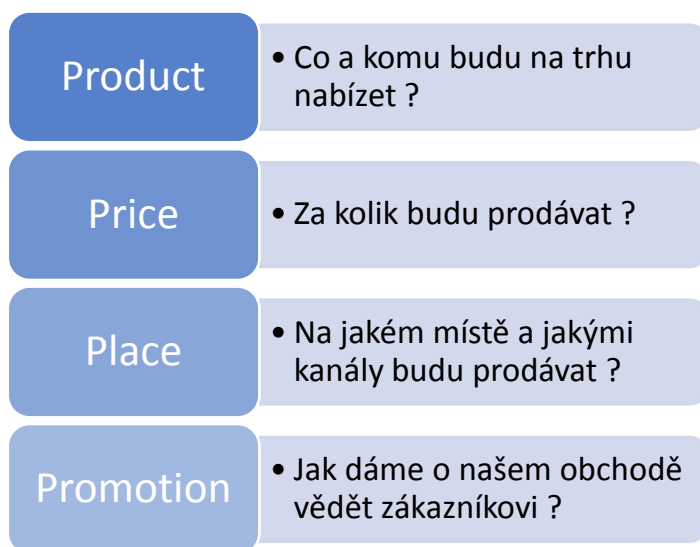 Product
• Co a komu budu na trhu
nabízet ?
Price
• Za kolik budu prodávat ?
Place
• Na jakém místě a jakými
kanály budu prodávat ?
Promotion
• Jak dáme o našem obchodě
vědět zákazníkovi ?